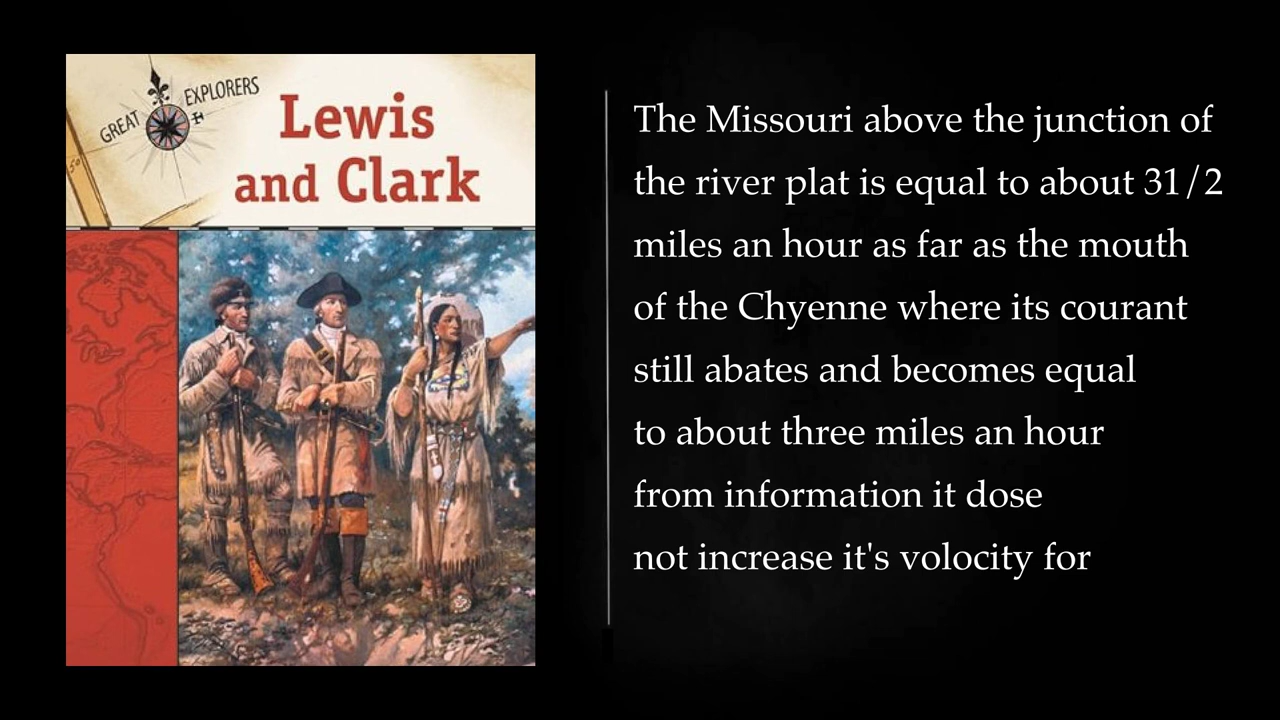 GREAT EXPLORERS
Lewis
and Clark
The Missouri above the junction of
the river plat is equal to about 31/2
miles an hour as far as the mouth
of the Chyenne where its courant
still abates and becomes equal
to about three miles an hour
from information it dose
not increase it's volocity for